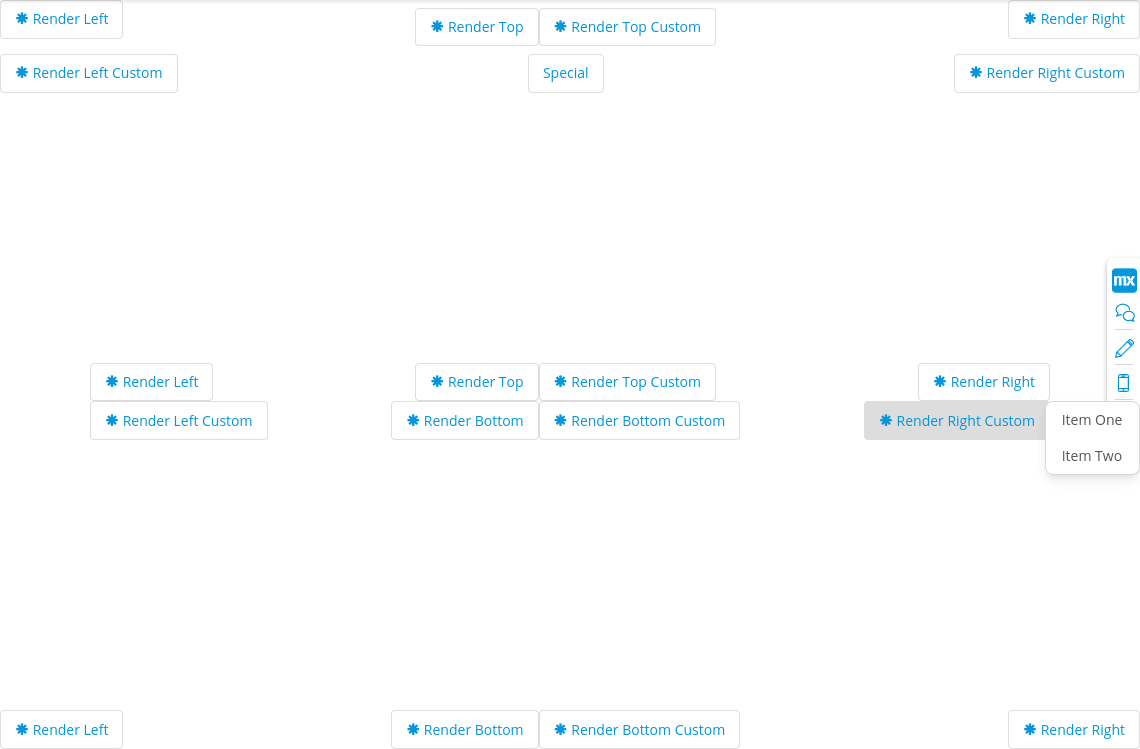 Render Left
Render Top
Render Top Custom
Render Right
Render Left Custom
Special
Render Right Custom
mx
Render Left
Render Top
Render Top Custom
Render Right
Render Left Custom
Render Bottom
Render Bottom Custom
Render Right Custom
Item One
Item Two
Render Left
Render Bottom
Render Bottom Custom
Render Right